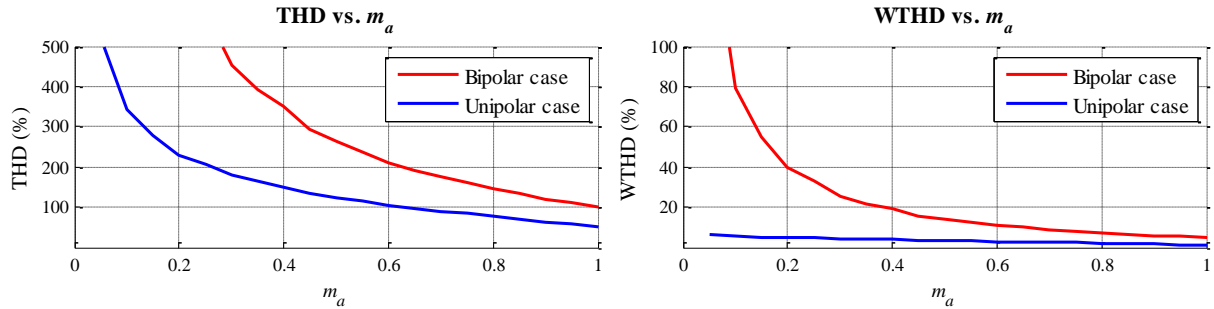 THD vs. m_a
500
400
300
200
100
THD (%)
0
0.2
0.4
0.6
0.8
1
m_a
Bipolar case
Unipolar case
WTHD vs. m_a
100
80
60
40
20
WTHD (%)
0
0.2
0.4
0.6
0.8
1
m_a
Bipolar case
Unipolar case